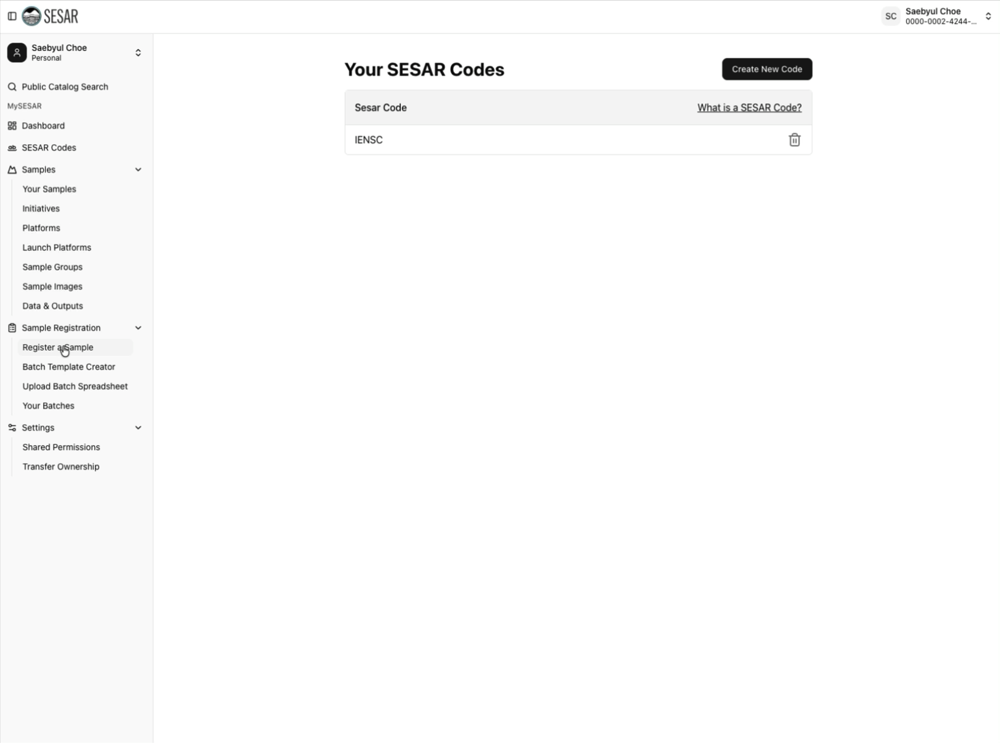 SESAR
SC
Saebyul Choe
0000-0002-4244-...
Saebyul Choe
Personal
Public Catalog Search
MySESAR
Dashboard
SESAR Codes
Samples
Your Samples
Initiatives
Platforms
Launch Platforms
Sample Groups
Sample Images
Data & Outputs
Sample Registration
Register a Sample
Batch Template Creator
Upload Batch Spreadsheet
Your Batches
Settings
Shared Permissions
Transfer Ownership
Your SESAR Codes
Create New Code
Sesar Code
What is a SESAR Code?
IENSC